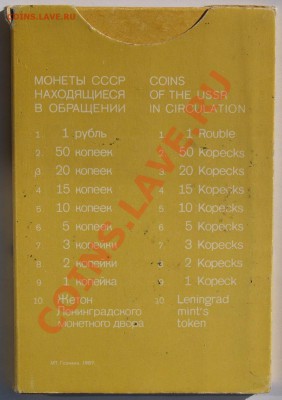 COINS.LAVE.RU
МОНЕТЫ СССР
НАХОДЯЩИЕСЯ
В ОБРАЩЕНИИ
1 1 рубль
2 50 копеек
3 20 копеек
4 15 копеек
5 10 копеек
6 5 копеек
7 3 копейки
8 2 копейки
9 1 копейка
10 Жетон
Ленинградского
монетного двора
COINS
OF THE USSR
IN CIRCULATION
1 1 Rouble
2 50 Kopecks
3 20 Kopecks
4 15 Kopecks
5 10 Kopecks
6 5 Kopecks
7 3 Kopecks
8 2 Kopecks
9 1 Kopeck
10 Leningrad
mint's
token
COINS.LAVE.RU